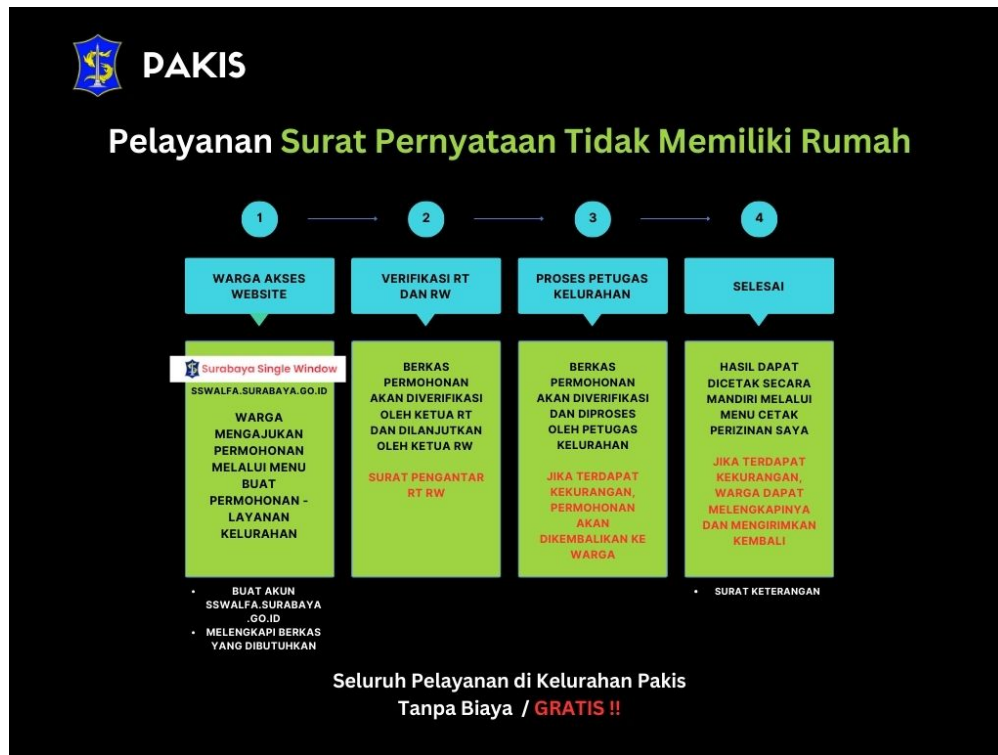 PAKIS
Pelayanan Surat Pernyataan Tidak Memiliki Rumah
1
2
3
4
WARGA AKSES
WEBSITE
VERIFIKASI RT
DAN RW
PROSES PETUGAS
KELURAHAN
SELESAI
Surabaya Single Window
SSWALFA.SURABAYA.GO.ID
WARGA
MENGAJUKAN
PERMOHONAN
MELALUI MENU
BUAT
PERMOHONAN -
LAYANAN
KELURAHAN
BERKAS
PERMOHONAN
AKAN DIVERIFIKASI
OLEH KETUA RT
DAN DILANJUTKAN
OLEH KETUA RW
SURAT PENGANTAR
RT RW
BERKAS
PERMOHONAN
AKAN DIVERIFIKASI
DAN DIPROSES
OLEH PETUGAS
KELURAHAN
JIKA TERDAPAT
KEKURANGAN,
PERMOHONAN
AKAN
DIKEMBALIKAN KE
WARGA
HASIL DAPAT
DICETAK SECARA
MANDIRI MELALUI
MENU CETAK
PERIZINAN SAYA
JIKA TERDAPAT
KEKURANGAN,
WARGA DAPAT
MELENGKAPINYA
DAN MENGIRIMKAN
KEMBALI
• BUAT AKUN
SSWALFA.SURABAYA
.GO.ID
• MELENGKAPI BERKAS
YANG DIBUTUHKAN
• SURAT KETERANGAN
Seluruh Pelayanan di Kelurahan Pakis
Tanpa Biaya / GRATIS !!